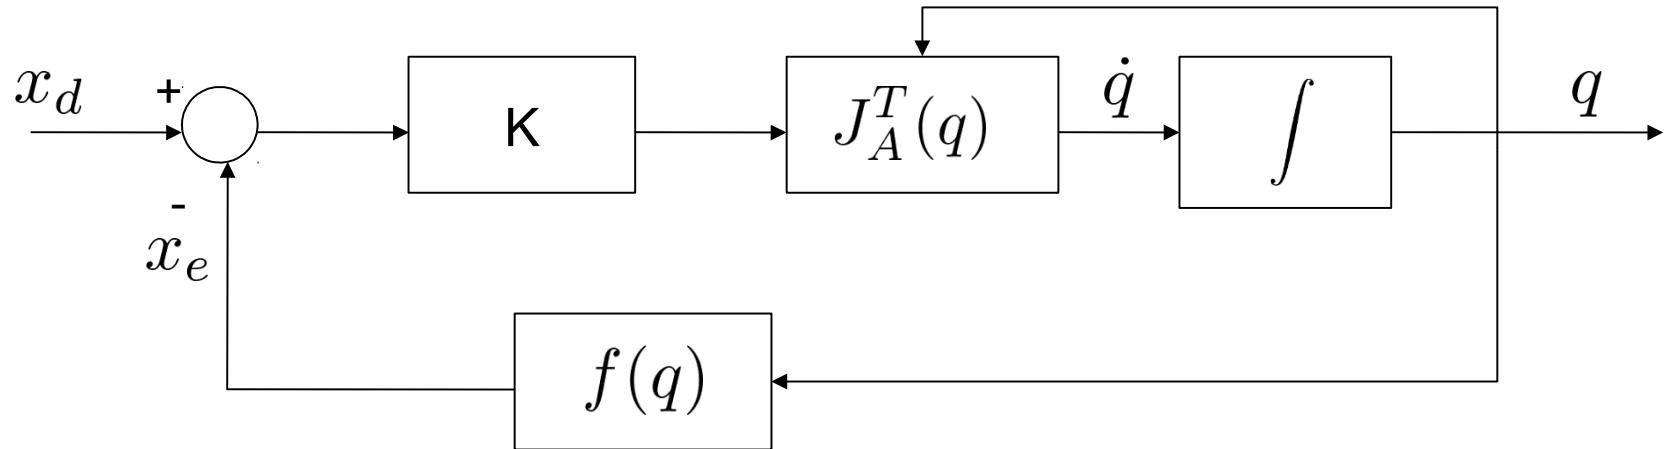 x_d
+
K
J_A^T(q)
q̇
∫
q
-
x_e
f(q)